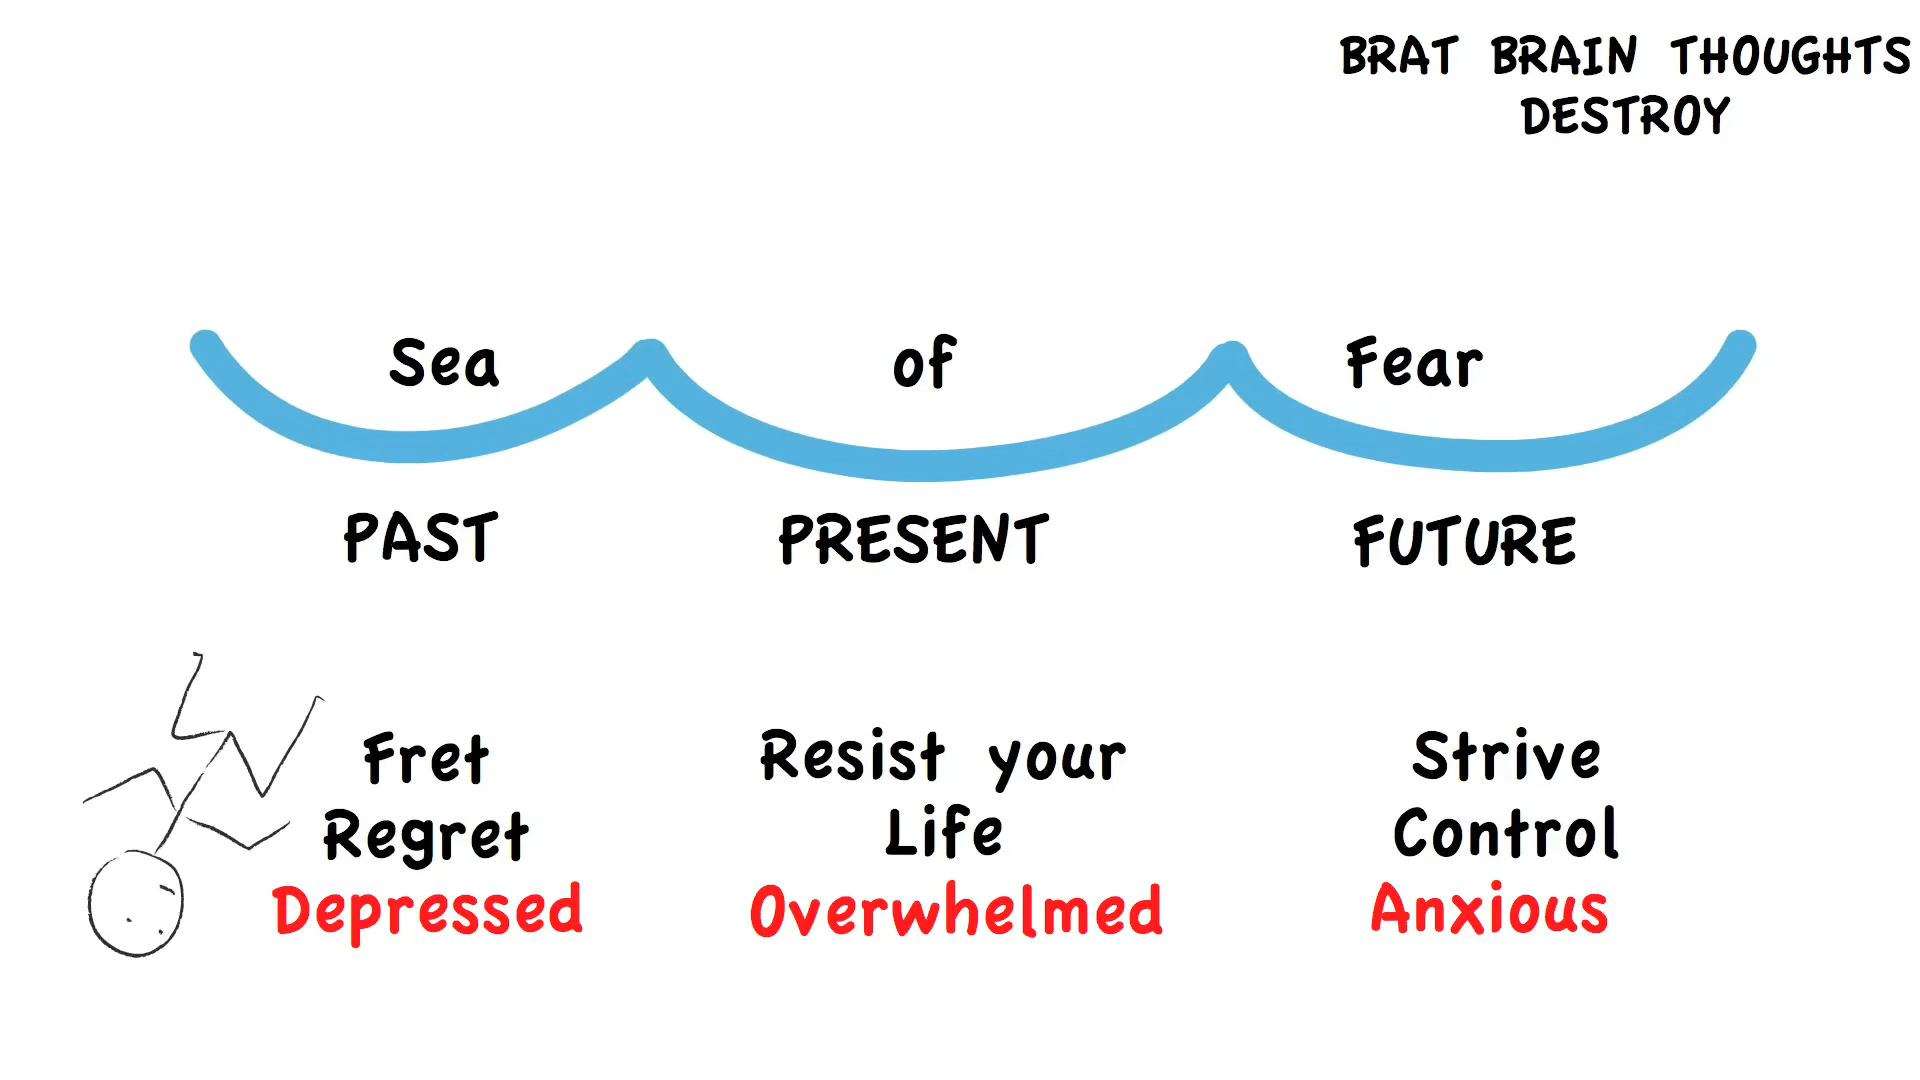 BRAT BRAIN THOUGHTS
DESTROY
Sea of Fear
PAST PRESENT FUTURE
Fret
Regret
Depressed
Resist your
Life
Overwhelmed
Strive
Control
Anxious